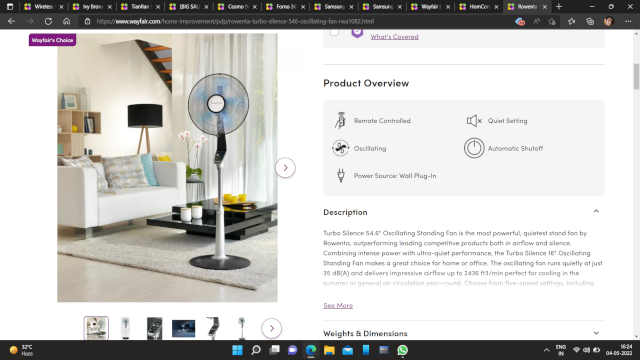 Wireless
Ivy Bron
TianFan
(BIG SAL
Cosmo 9
Forno 3
Samsung
Samsung
Wayfair
HomCor
Rowenta
https://www.wayfair.com/home-improvement/pdp/rowenta-turbo-silence-546-oscillating-fan-rwa1082.html
Wayfair's Choice
What's Covered
Product Overview
Remote Controlled
Quiet Setting
Oscillating
Automatic Shutoff
Power Source: Wall Plug-In
Description
Turbo Silence 54.6" Oscillating Standing Fan is the most powerful, quietest stand fan by
Rowenta, outperforming leading competitive products both in airflow and silence.
Combining intense power with ultra-quiet performance, the Turbo Silence 16" Oscillating
Standing Fan makes a great choice for home or office. The oscillating fan runs quietly at just
35 dB(A) and delivers impressive airflow up to 2436 ft3/min perfect for cooling in the
summer or general air circulation year-round. Choose from five-speed settings, including
See More
Weights & Dimensions
32°C
Haze
ENG
IN
16:24
04-05-2022